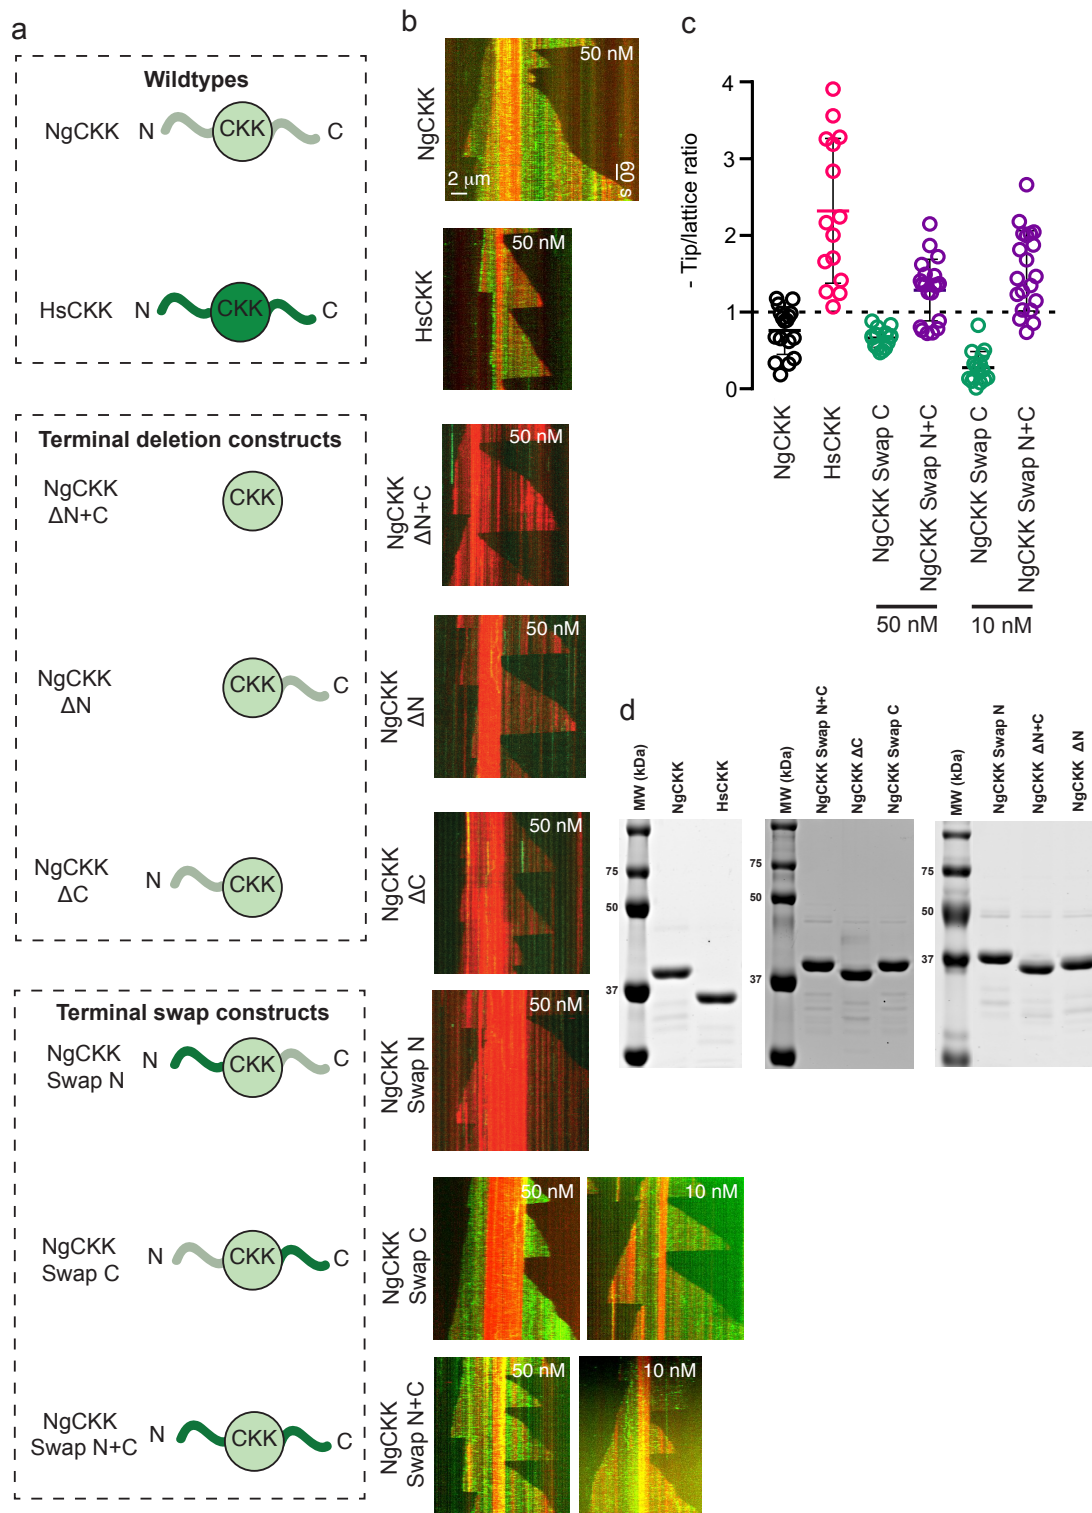 a
Wildtypes
NgCKK
N
CKK
C
HsCKK
N
CKK
C
Terminal deletion constructs
NgCKK
ΔN+C
CKK
NgCKK
ΔN
CKK
C
NgCKK
ΔC
N
CKK
Terminal swap constructs
NgCKK
Swap N
N
CKK
C
NgCKK
Swap C
N
CKK
C
NgCKK
Swap N+C
N
CKK
C
b
NgCKK
50 nM
2 µm
60 s
HsCKK
50 nM
NgCKK
ΔN+C
50 nM
NgCKK
ΔN
50 nM
NgCKK
ΔC
50 nM
NgCKK
Swap N
50 nM
NgCKK
Swap C
50 nM
10 nM
NgCKK
Swap N+C
50 nM
10 nM
c
- Tip/lattice ratio
4
3
2
1
0
NgCKK
HsCKK
NgCKK Swap C
NgCKK Swap N+C
NgCKK Swap C
NgCKK Swap N+C
50 nM
10 nM
d
MW (kDa)
NgCKK
HsCKK
75
50
37
MW (kDa)
NgCKK Swap N+C
NgCKK ΔC
NgCKK Swap C
75
50
37
MW (kDa)
NgCKK Swap N
NgCKK ΔN+C
NgCKK ΔN
75
50
37